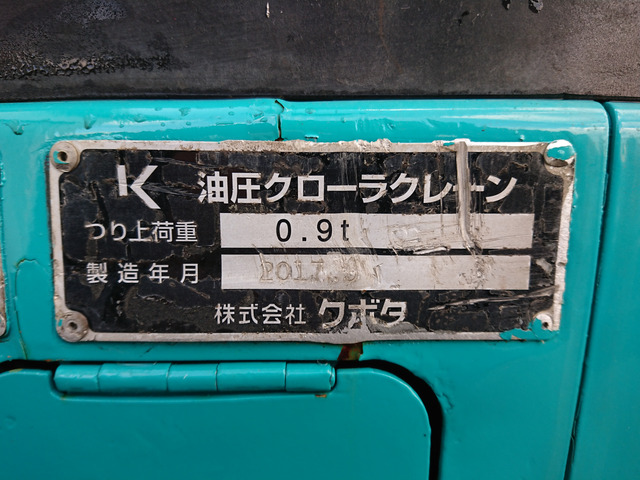 K 油圧クローラクレーン
つり上荷重 0.9t
製造年月 2017.
株式会社 クボタ